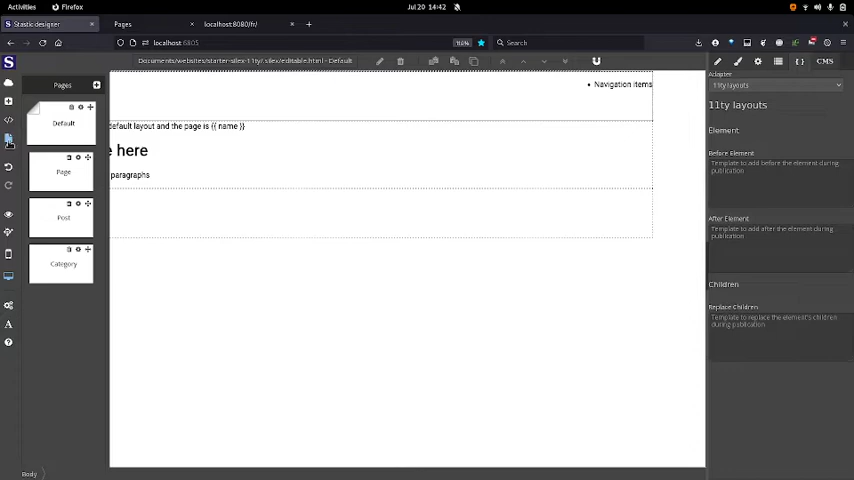 Activities Firefox Jul 20 14:42
Stastic designer Pages localhost:8080/fr/
localhost:6805 Search
Documents/websites/starter-silex-11ty/.silex/editable.html - Default CMS
Pages
Default
Page
Post
Category
Navigation items
default layout and the page is {{ name }}
e here
paragraphs
Adapter
11ty layouts
11ty layouts
Element
Before Element
Template to add before the element during
publication
After Element
Template to add after the element during
publication
Children
Replace Children
Template to replace the element's children
during publication
Body